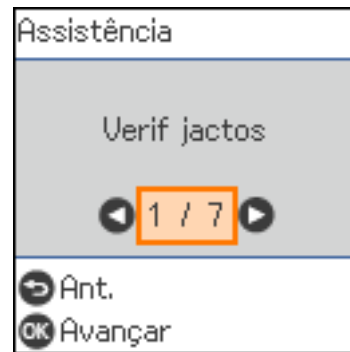 Assistência
Verif jactos
1 / 7
Ant.
OK Avançar